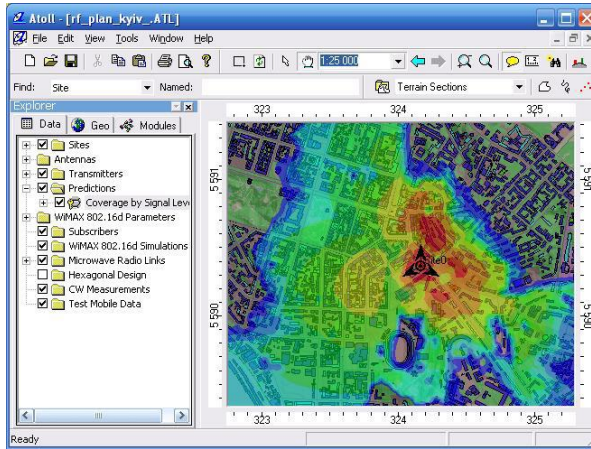 Atoll - [rf_plan_kyiv_.ATL]
File Edit View Tools Window Help
1:25 000
Find: Site Named: Terrain Sections
Explorer
Data Geo Modules
Sites
Antennas
Transmitters
Predictions
Coverage by Signal Leve
WiMAX 802.16d Parameters
Subscribers
WiMAX 802.16d Simulations
Microwave Radio Links
Hexagonal Design
CW Measurements
Test Mobile Data
323 324 325
5 591
5 590
5 590
323 324 325
Ready